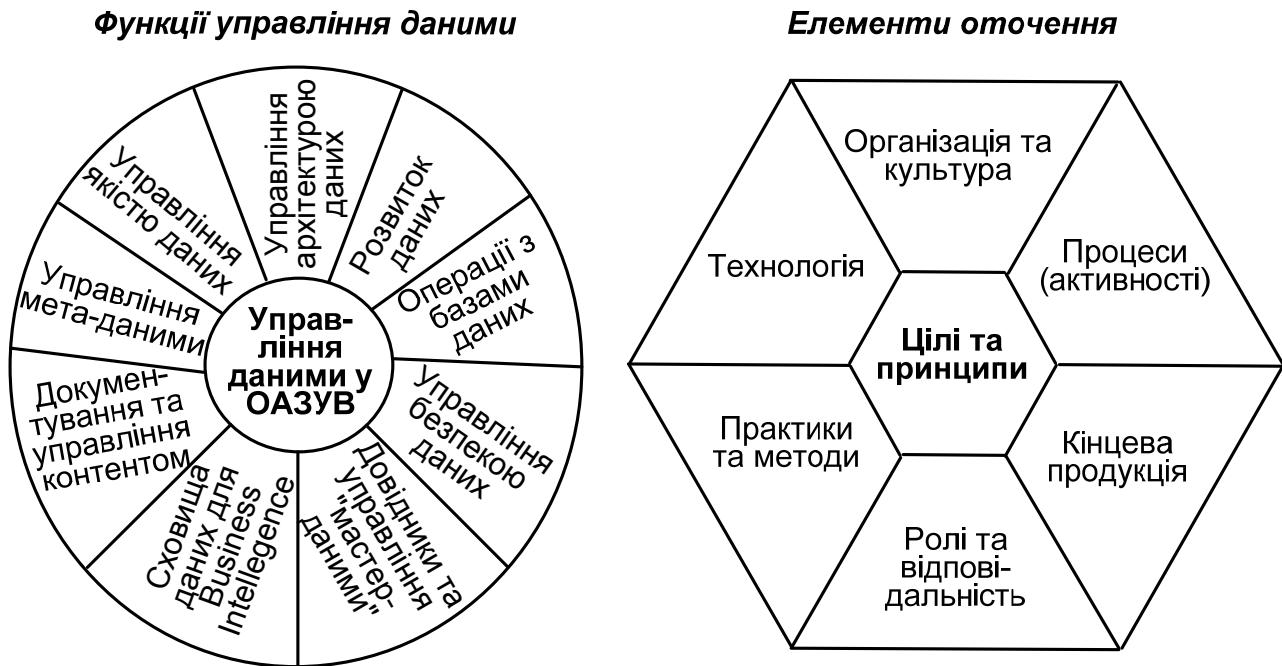 Функції управління даними
Управління
архітектурою
даних
Розвиток
даних
Операції з
базами
даних
Управління
безпекою
даних
Довідники та
управління
"мастер-
даними"
Сховища
даних для
Business
Intellegence
Докумен-
тування та
управління
контентом
Управління
мета-даними
Управління
якістю даних
Управ-
ління
даними у
ОАЗУВ
Елементи оточення
Організація та
культура
Процеси
(активності)
Кінцева
продукція
Ролі та
відпові-
дальність
Практики
та методи
Технологія
Цілі та
принципи